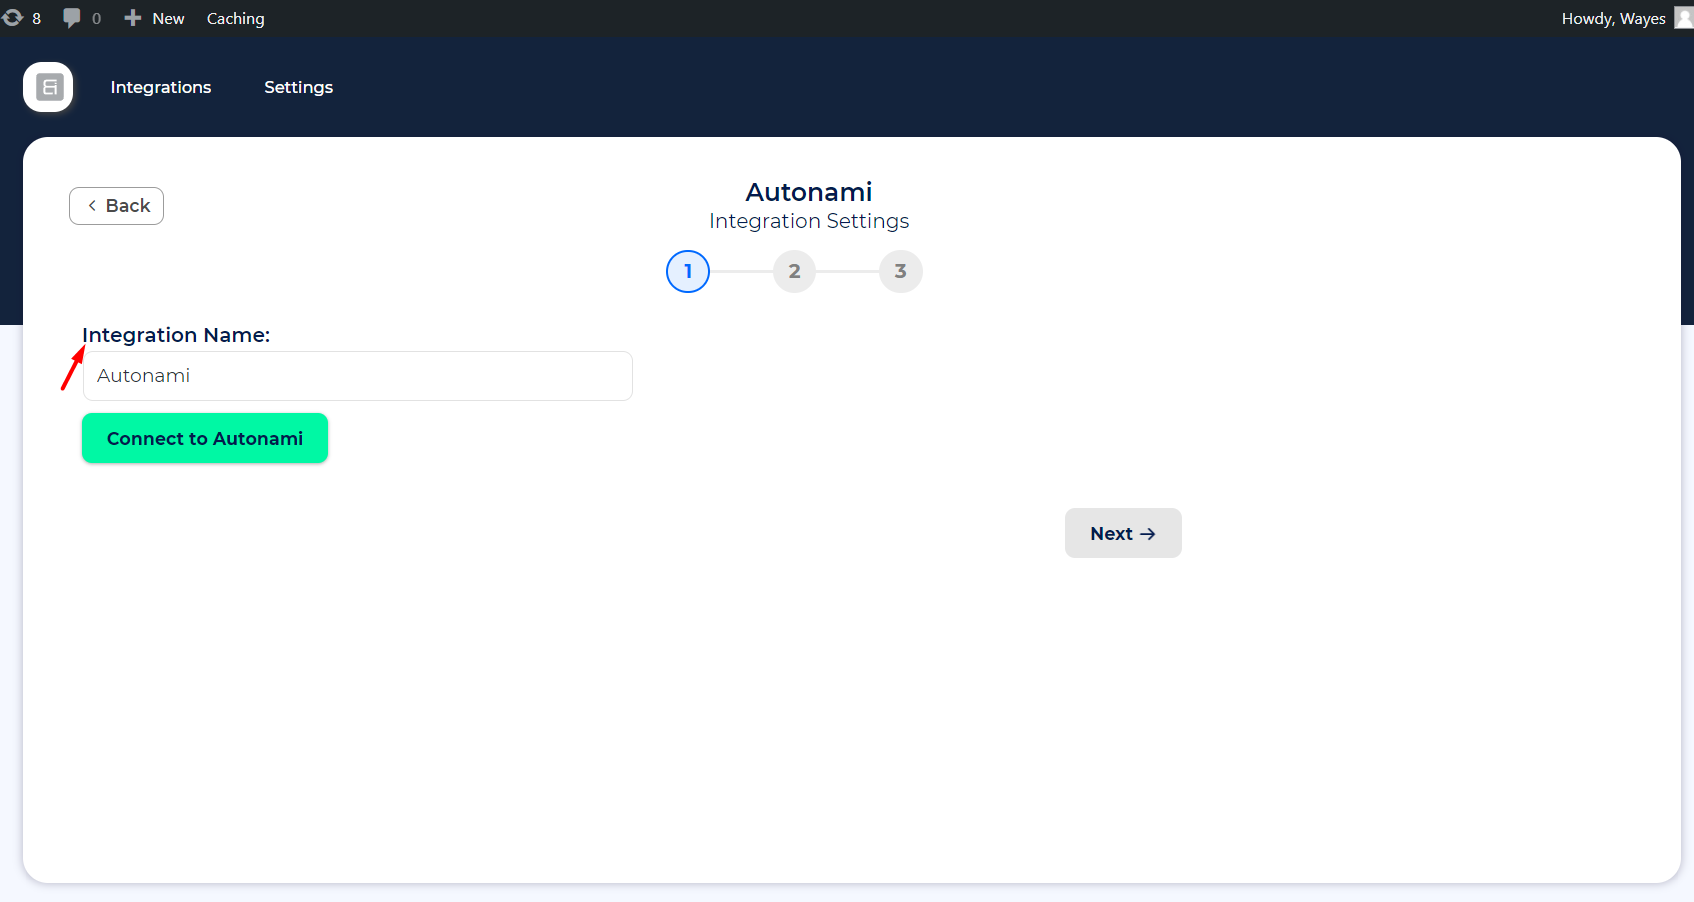 8 0 New Caching Howdy, Wayes
Integrations Settings
Back
Autonami
Integration Settings
1 2 3
Integration Name:
Autonami
Connect to Autonami
Next →